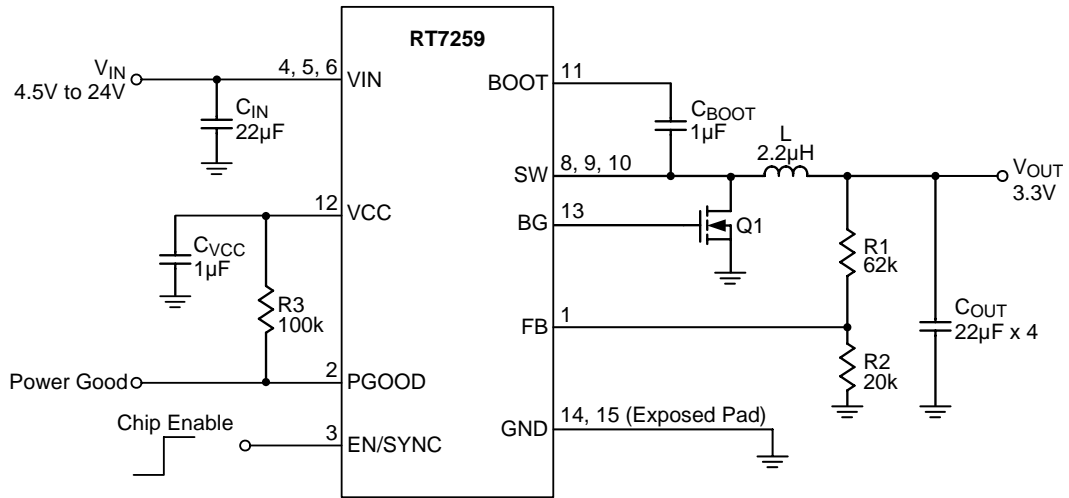 RT7259
V_IN
4.5V to 24V
4, 5, 6
VIN
C_IN
22µF
BOOT
11
C_BOOT
1µF
L
2.2µH
SW
8, 9, 10
V_OUT
3.3V
12
VCC
BG
13
Q1
C_VCC
1µF
R1
62k
R3
100k
FB
1
C_OUT
22µF x 4
R2
20k
Power Good
2
PGOOD
Chip Enable
3
EN/SYNC
GND
14, 15 (Exposed Pad)